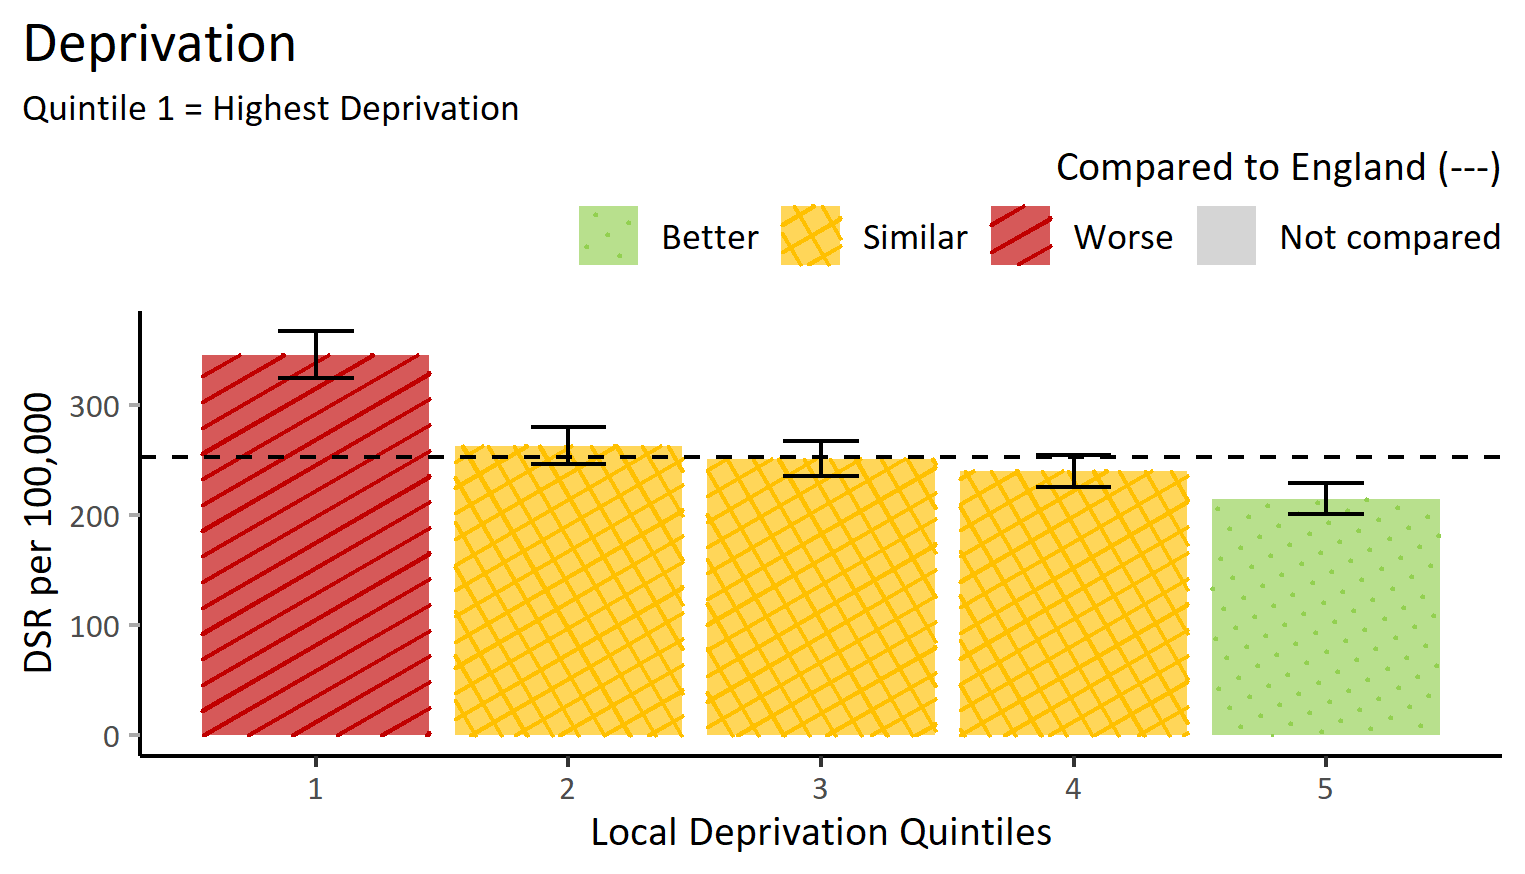 Deprivation
Quintile 1 = Highest Deprivation
Compared to England (---)
Better Similar Worse Not compared
DSR per 100,000
300
200
100
0
1 2 3 4 5
Local Deprivation Quintiles